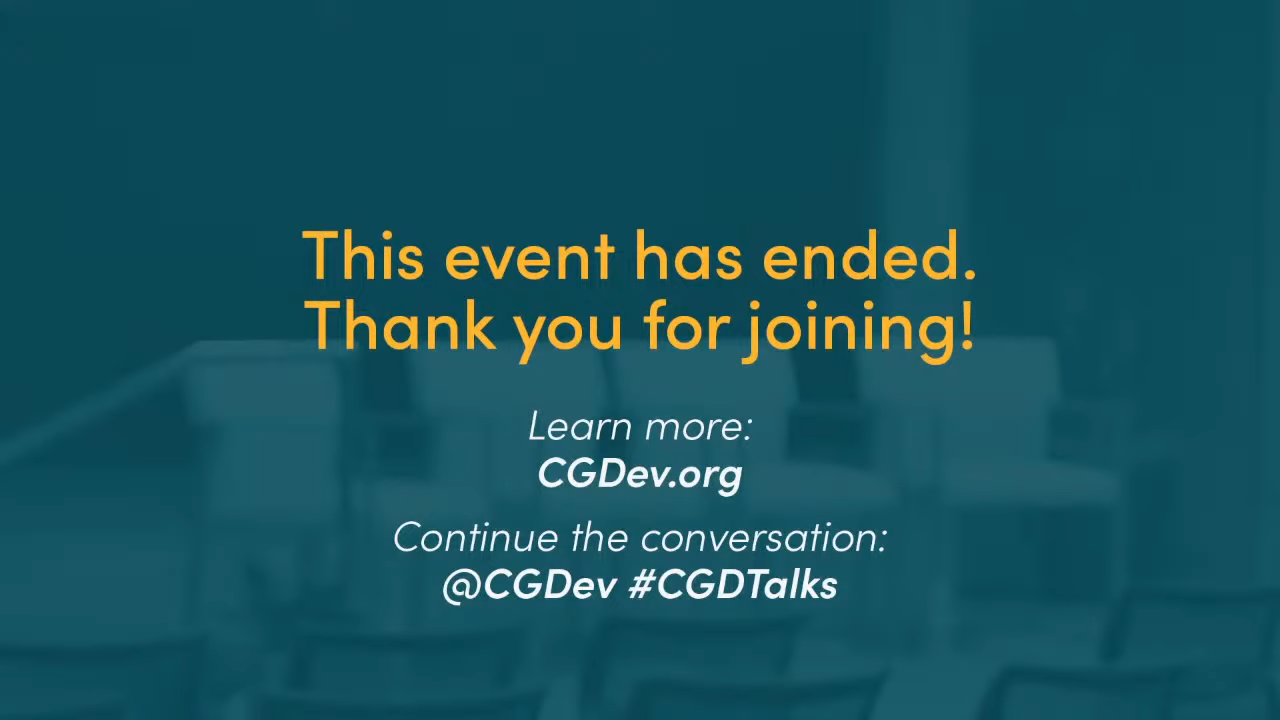 This event has ended.
Thank you for joining!
Learn more:
CGDev.org
Continue the conversation:
@CGDev #CGDTalks